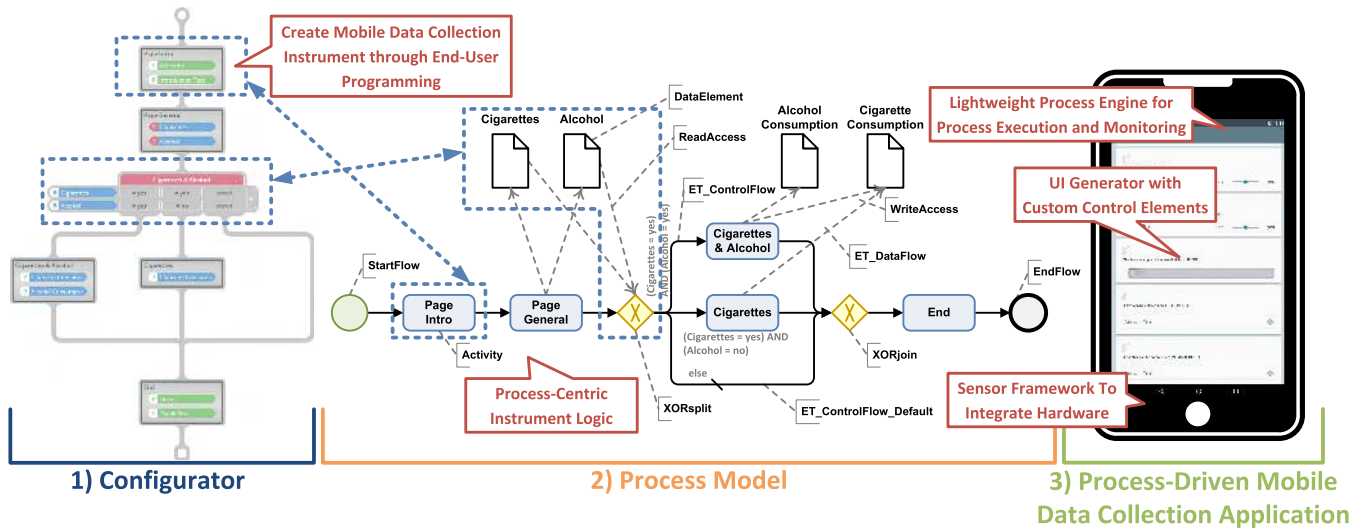 Create Mobile Data Collection
Instrument through End-User
Programming
Cigarettes & Alcohol
Cigarettes
Alcohol
Cigarettes
Alcohol
DataElement
ReadAccess
Alcohol
Consumption
Cigarette
Consumption
ET_ControlFlow
WriteAccess
ET_DataFlow
(Cigarettes = yes)
AND (Alcohol = yes)
Cigarettes
& Alcohol
StartFlow
EndFlow
Page
Intro
Page
General
X
Cigarettes
X
End
(Cigarettes = yes) AND
(Alcohol = no)
Activity
XORjoin
else
Process-Centric
Instrument Logic
XORsplit
ET_ControlFlow_Default
Lightweight Process Engine for
Process Execution and Monitoring
UI Generator with
Custom Control Elements
Sensor Framework To
Integrate Hardware
1) Configurator
2) Process Model
3) Process-Driven Mobile
Data Collection Application